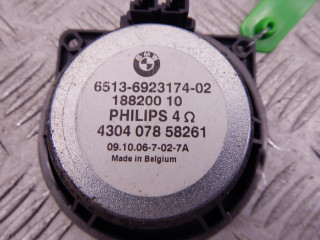 BMW
6513-6923174-02
188200 10
PHILIPS 4 Ω
4304 078 58261
09.10.06-7-02-7A
Made in Belgium